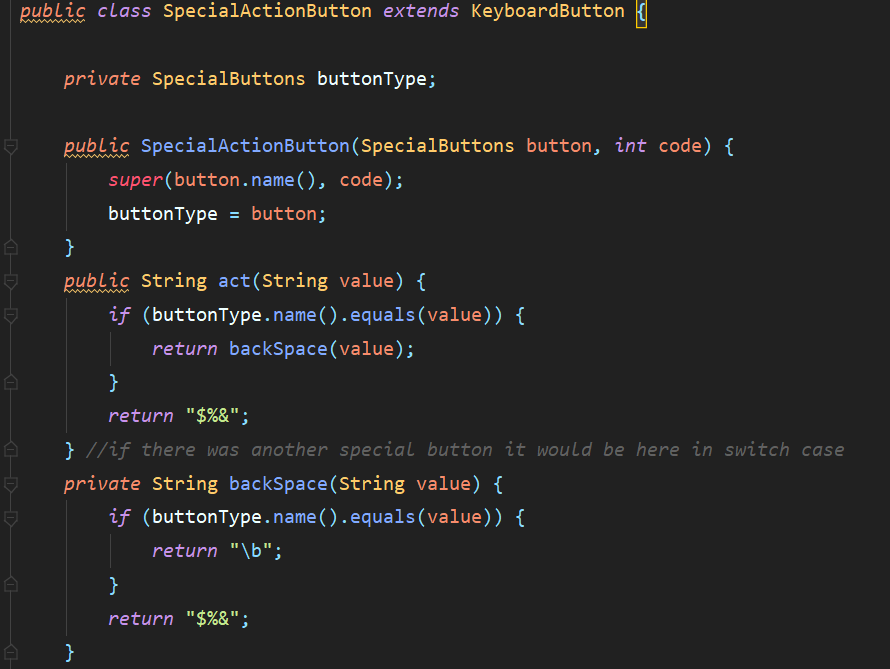 public class SpecialActionButton extends KeyboardButton {
private SpecialButtons buttonType;
public SpecialActionButton(SpecialButtons button, int code) {
super(button.name(), code);
buttonType = button;
}
public String act(String value) {
if (buttonType.name().equals(value)) {
return backSpace(value);
}
return "$%&";
} //if there was another special button it would be here in switch case
private String backSpace(String value) {
if (buttonType.name().equals(value)) {
return "\b";
}
return "$%&";
}